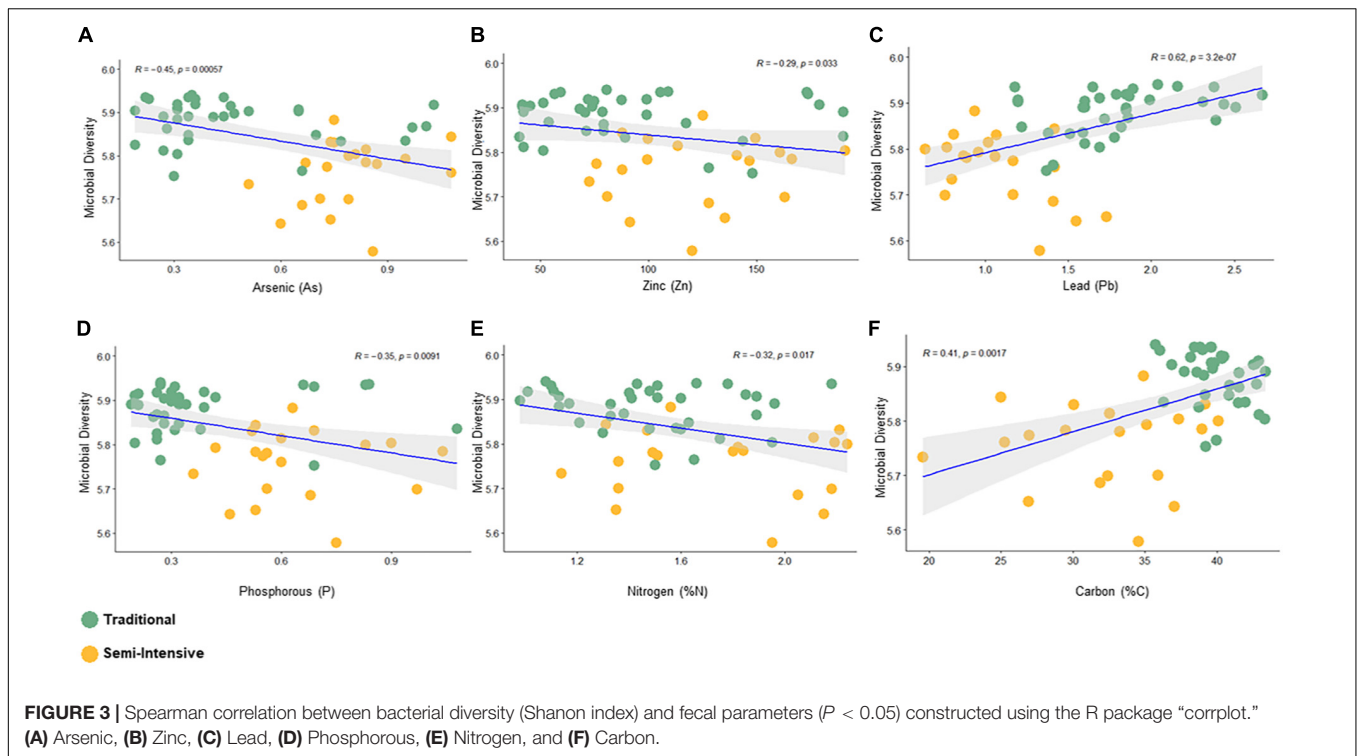 A
B
C
R = −0.45, p = 0.00057
R = −0.29, p = 0.033
R = 0.62, p = 3.2e-07
6.0
5.9
5.8
5.7
5.6
Microbial Diversity
0.3 0.6 0.9
Arsenic (As)
6.0
5.9
5.8
5.7
5.6
Microbial Diversity
50 100 150
Zinc (Zn)
6.0
5.9
5.8
5.7
5.6
Microbial Diversity
1.0 1.5 2.0 2.5
Lead (Pb)
D
E
F
R = −0.35, p = 0.0091
R = −0.32, p = 0.017
R = 0.41, p = 0.0017
6.0
5.9
5.8
5.7
5.6
Microbial Diversity
0.3 0.6 0.9
Phosphorous (P)
6.0
5.9
5.8
5.7
5.6
Microbial Diversity
1.2 1.6 2.0
Nitrogen (%N)
5.9
5.8
5.7
5.6
Microbial Diversity
20 25 30 35 40
Carbon (%C)
Traditional
Semi-Intensive
FIGURE 3 | Spearman correlation between bacterial diversity (Shanon index) and fecal parameters (P < 0.05) constructed using the R package “corrplot.”
(A) Arsenic, (B) Zinc, (C) Lead, (D) Phosphorous, (E) Nitrogen, and (F) Carbon.